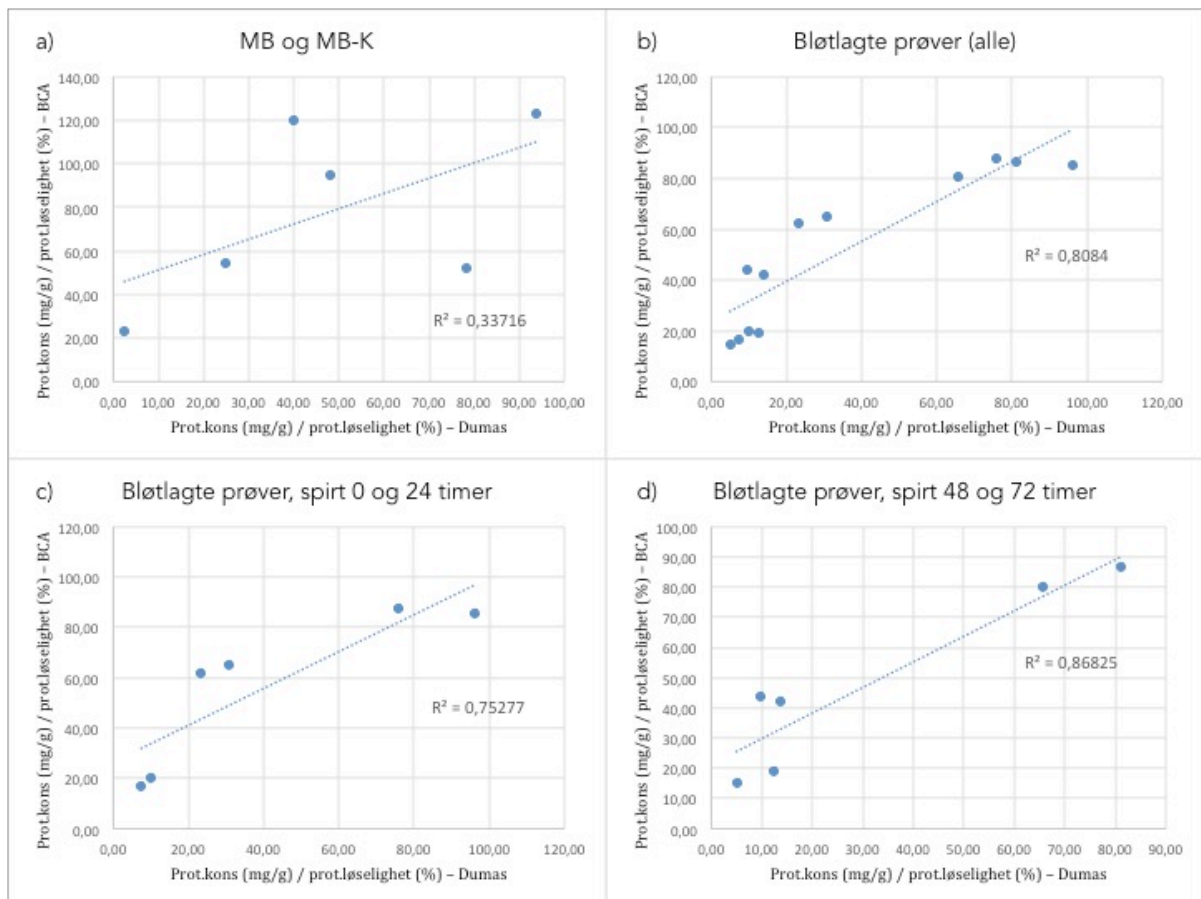 a) MB og MB-K
Prot.kons (mg/g) / prot.løselighet (%) – BCA
140,00
120,00
100,00
80,00
60,00
40,00
20,00
0,00
R² = 0,33716
0,00 10,00 20,00 30,00 40,00 50,00 60,00 70,00 80,00 90,00 100,00
Prot.kons (mg/g) / prot.løselighet (%) – Dumas
b) Bløtlagte prøver (alle)
Prot.kons (mg/g) / prot.løselighet (%) – BCA
120,00
100,00
80,00
60,00
40,00
20,00
0,00
R² = 0,8084
0,00 20,00 40,00 60,00 80,00 100,00 120,00
Prot.kons (mg/g) / prot.løselighet (%) – Dumas
c) Bløtlagte prøver, spirt 0 og 24 timer
Prot.kons (mg/g) / prot.løselighet (%) – BCA
120,00
100,00
80,00
60,00
40,00
20,00
0,00
R² = 0,75277
0,00 20,00 40,00 60,00 80,00 100,00 120,00
Prot.kons (mg/g) / prot.løselighet (%) – Dumas
d) Bløtlagte prøver, spirt 48 og 72 timer
Prot.kons (mg/g) / prot.løselighet (%) – BCA
100,00
90,00
80,00
70,00
60,00
50,00
40,00
30,00
20,00
10,00
0,00
R² = 0,86825
0,00 10,00 20,00 30,00 40,00 50,00 60,00 70,00 80,00 90,00
Prot.kons (mg/g) / prot.løselighet (%) – Dumas